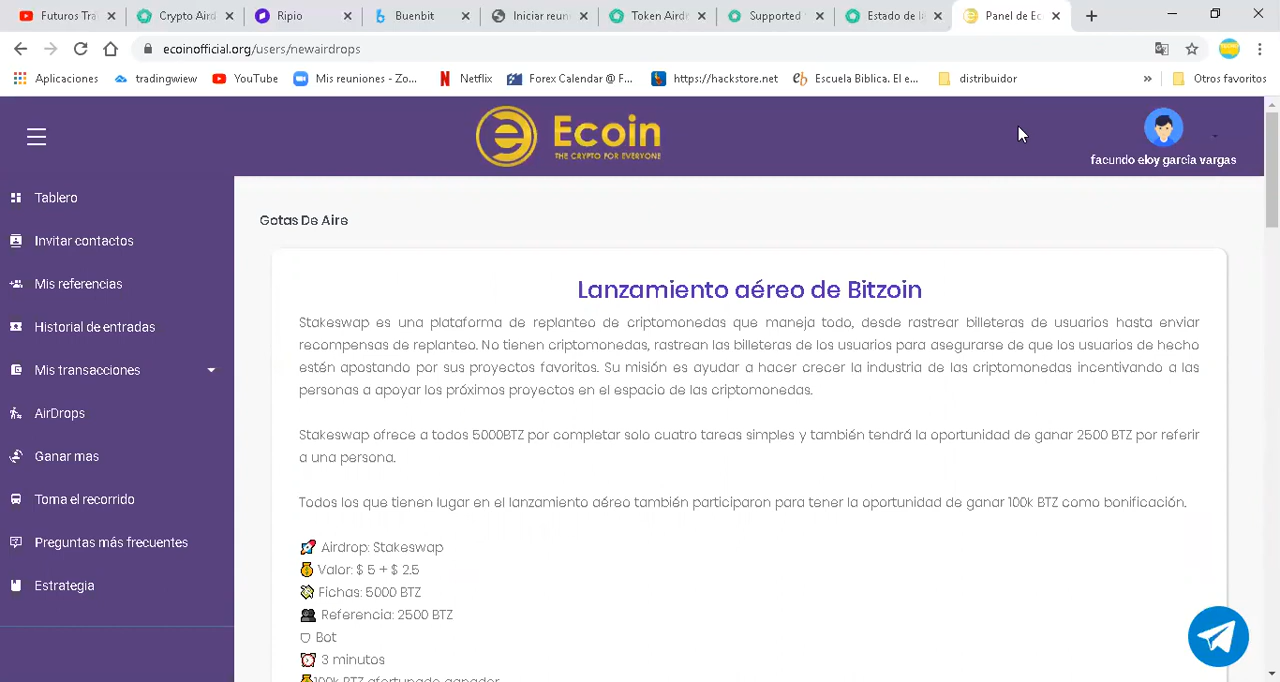 Futuros Tra
Crypto Aird
Ripio
Buenbit
Iniciar reun
Token Airdr
Supported
Estado de l
Panel de Ec
ecoinofficial.org/users/newairdrops
Aplicaciones
tradingwiew
YouTube
Mis reuniones - Zo...
Netflix
Forex Calendar @ F...
https://hackstore.net
Escuela Biblica. El e...
distribuidor
»
Otros favoritos
Ecoin
THE CRYPTO FOR EVERYONE
facundo eloy garcia vargas
Tablero
Invitar contactos
Mis referencias
Historial de entradas
Mis transacciones
AirDrops
Ganar mas
Toma el recorrido
Preguntas más frecuentes
Estrategia
Gotas De Aire
Lanzamiento aéreo de Bitzoin
Stakeswap es una plataforma de replanteo de criptomonedas que maneja todo, desde rastrear billeteras de usuarios hasta enviar
recompensas de replanteo. No tienen criptomonedas, rastrean las billeteras de los usuarios para asegurarse de que los usuarios de hecho
estén apostando por sus proyectos favoritos. Su misión es ayudar a hacer crecer la industria de las criptomonedas incentivando a las
personas a apoyar los próximos proyectos en el espacio de las criptomonedas.
Stakeswap ofrece a todos 5000BTZ por completar solo cuatro tareas simples y también tendrá la oportunidad de ganar 2500 BTZ por referir
a una persona.
Todos los que tienen lugar en el lanzamiento aéreo también participaron para tener la oportunidad de ganar 100k BTZ como bonificación.
Airdrop: Stakeswap
Valor: $ 5 + $ 2.5
Fichas: 5000 BTZ
Referencia: 2500 BTZ
Bot
3 minutos
100k BTZ afortunado ganador